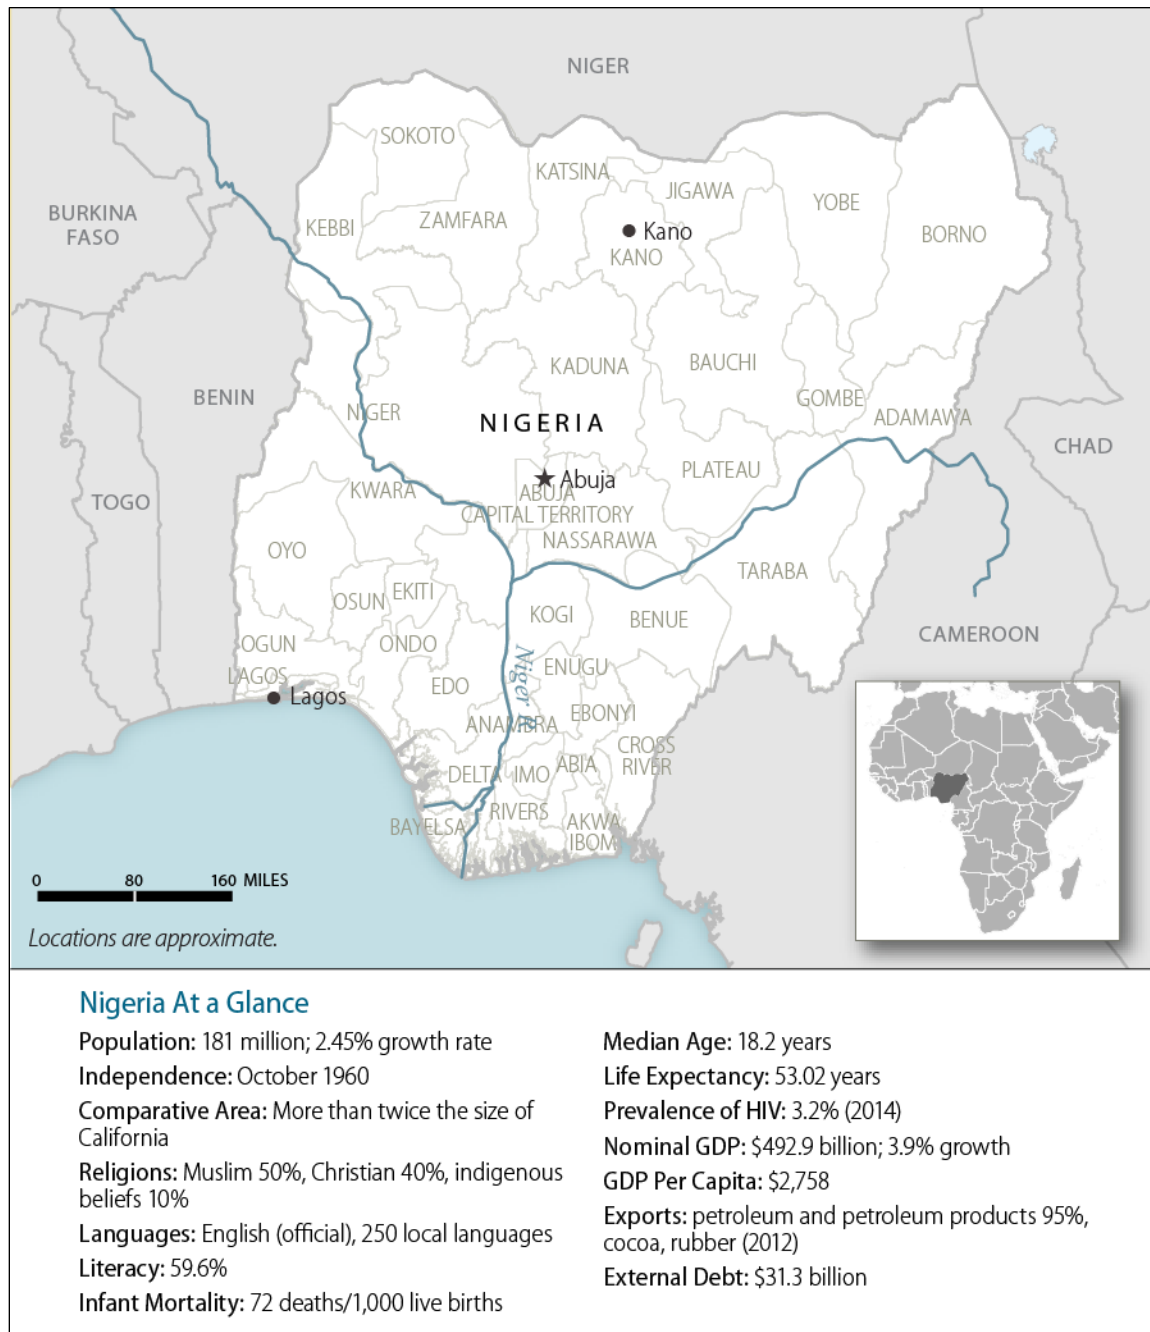 NIGER
SOKOTO
KATSINA
JIGAWA
YOBE
BURKINA
FASO
KEBBI
ZAMFARA
Kano
KANO
BORNO
KADUNA
BAUCHI
BENIN
NIGER
GOMBE
ADAMAWA
NIGERIA
CHAD
TOGO
KWARA
Abuja
ABUJA
CAPITAL TERRITORY
PLATEAU
NASSARAWA
OYO
TARABA
OSUN
EKITI
KOGI
BENUE
CAMEROON
OGUN
ONDO
LAGOS
Lagos
EDO
Niger R.
ENUGU
ANAMBRA
EBONYI
CROSS
RIVER
DELTA
IMO
ABIA
BAYELSA
RIVERS
AKWA
IBOM
0 80 160 MILES
Locations are approximate.
Nigeria At a Glance
Population: 181 million; 2.45% growth rate
Independence: October 1960
Comparative Area: More than twice the size of
California
Religions: Muslim 50%, Christian 40%, indigenous
beliefs 10%
Languages: English (official), 250 local languages
Literacy: 59.6%
Infant Mortality: 72 deaths/1,000 live births
Median Age: 18.2 years
Life Expectancy: 53.02 years
Prevalence of HIV: 3.2% (2014)
Nominal GDP: $492.9 billion; 3.9% growth
GDP Per Capita: $2,758
Exports: petroleum and petroleum products 95%,
cocoa, rubber (2012)
External Debt: $31.3 billion